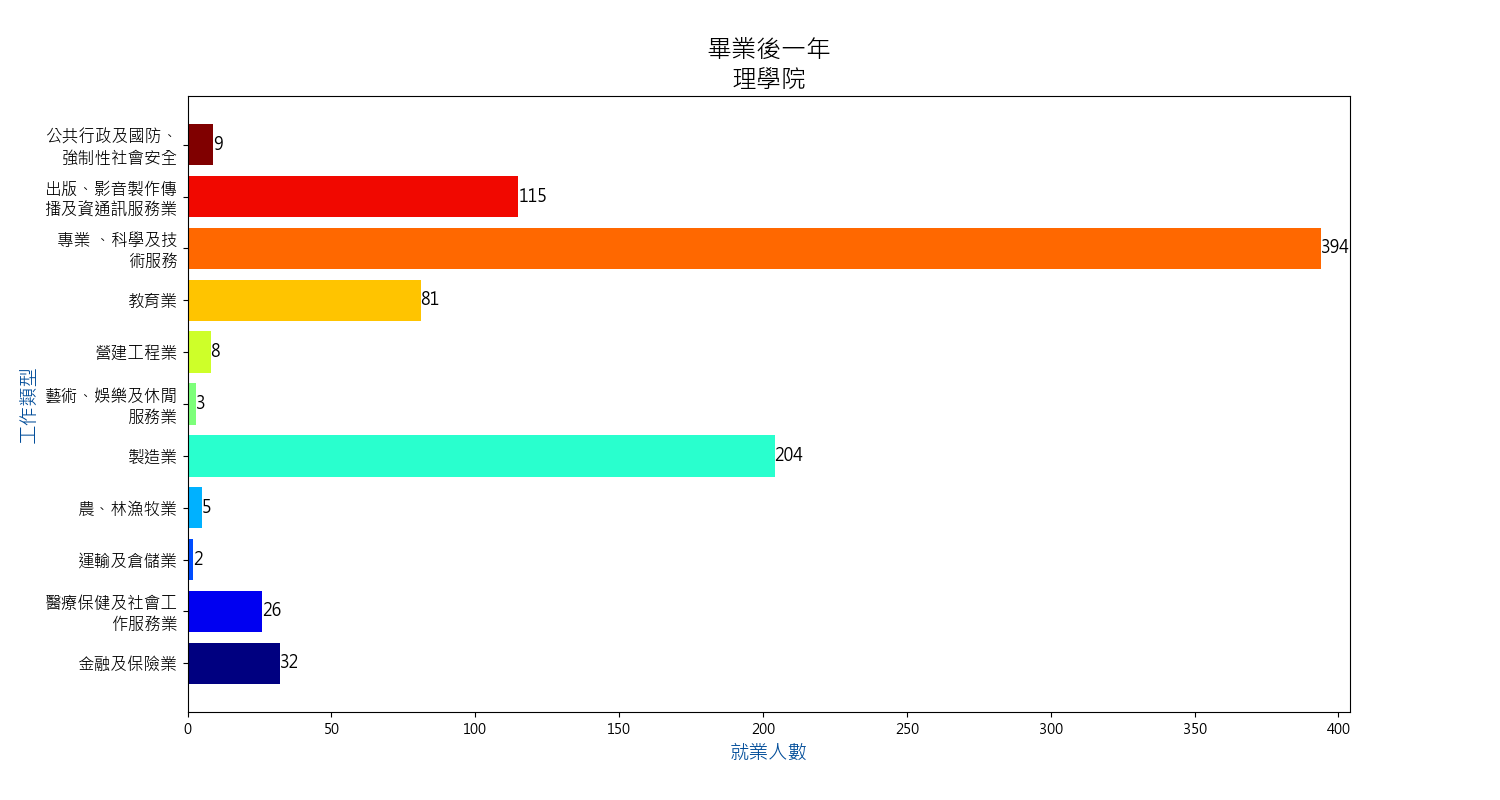 畢業後一年
理學院
公共行政及國防、
強制性社會安全
9
出版、影音製作傳
播及資通訊服務業
115
專業 、科學及技
術服務
394
教育業
81
營建工程業
8
藝術、娛樂及休閒
服務業
3
製造業
204
農、林漁牧業
5
運輸及倉儲業
2
醫療保健及社會工
作服務業
26
金融及保險業
32
工作類型
0 50 100 150 200 250 300 350 400
就業人數